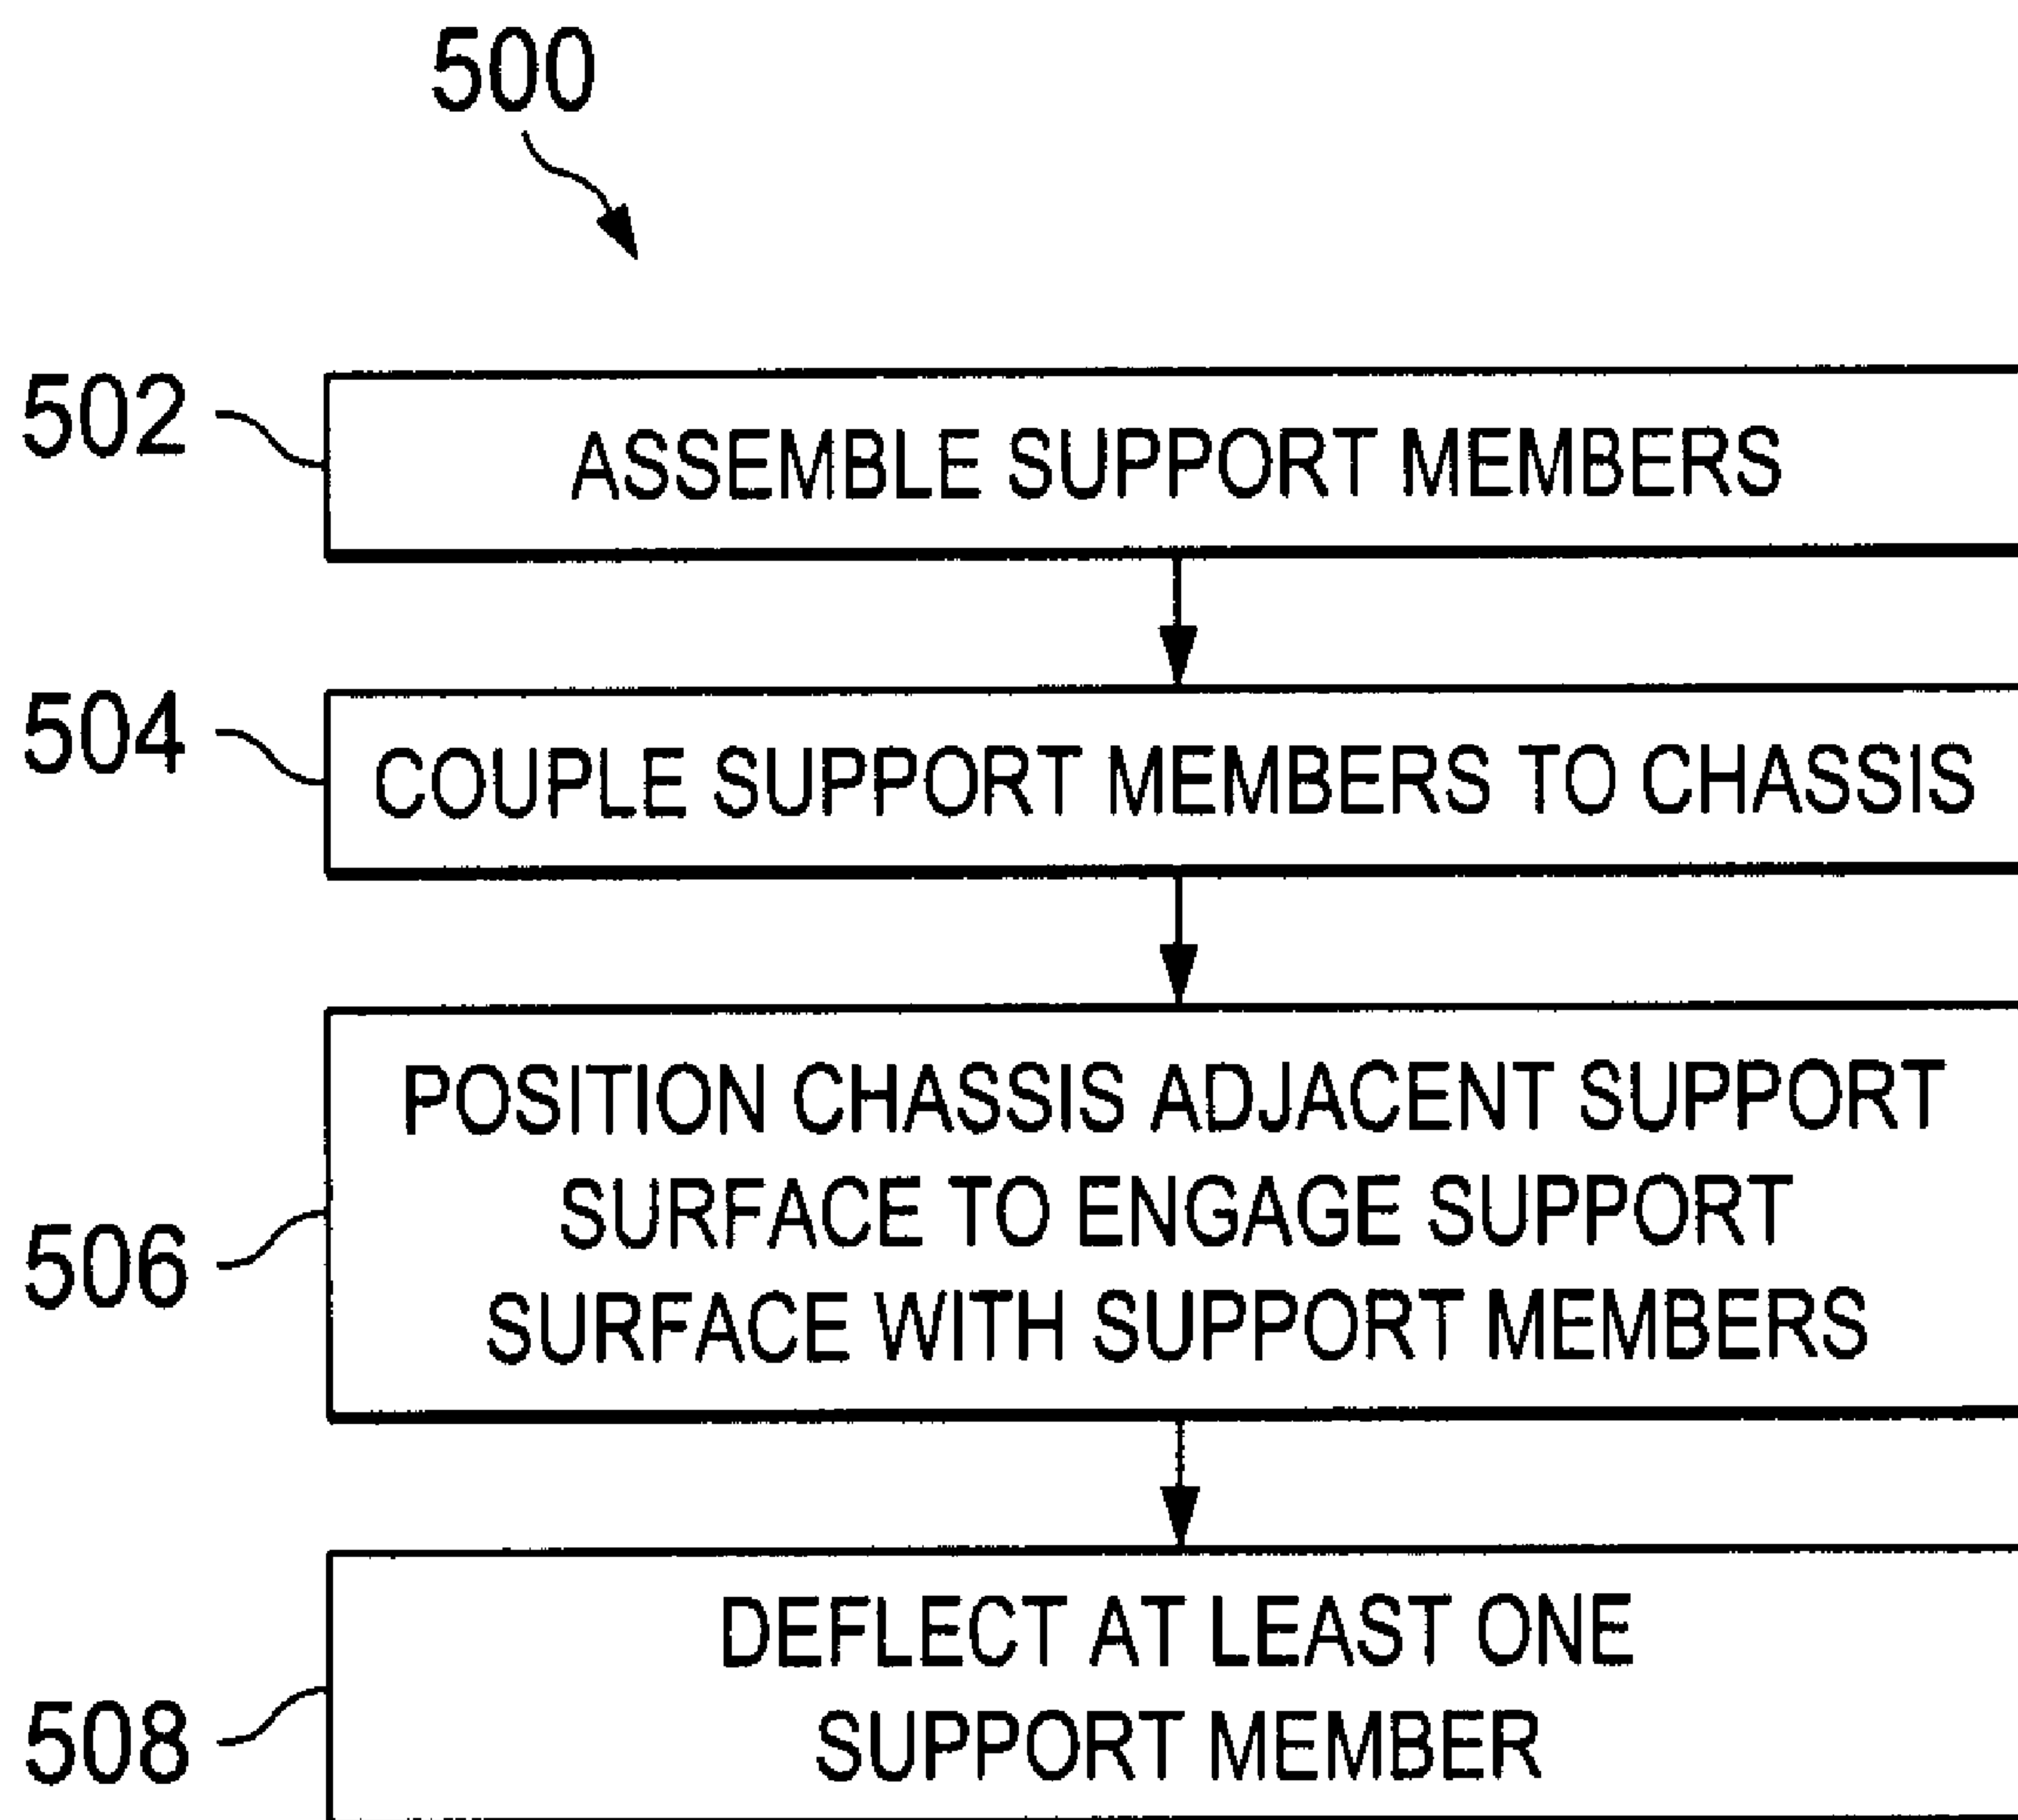 500
502
ASSEMBLE SUPPORT MEMBERS
504
COUPLE SUPPORT MEMBERS TO CHASSIS
506
POSITION CHASSIS ADJACENT SUPPORT
SURFACE TO ENGAGE SUPPORT
SURFACE WITH SUPPORT MEMBERS
508
DEFLECT AT LEAST ONE
SUPPORT MEMBER